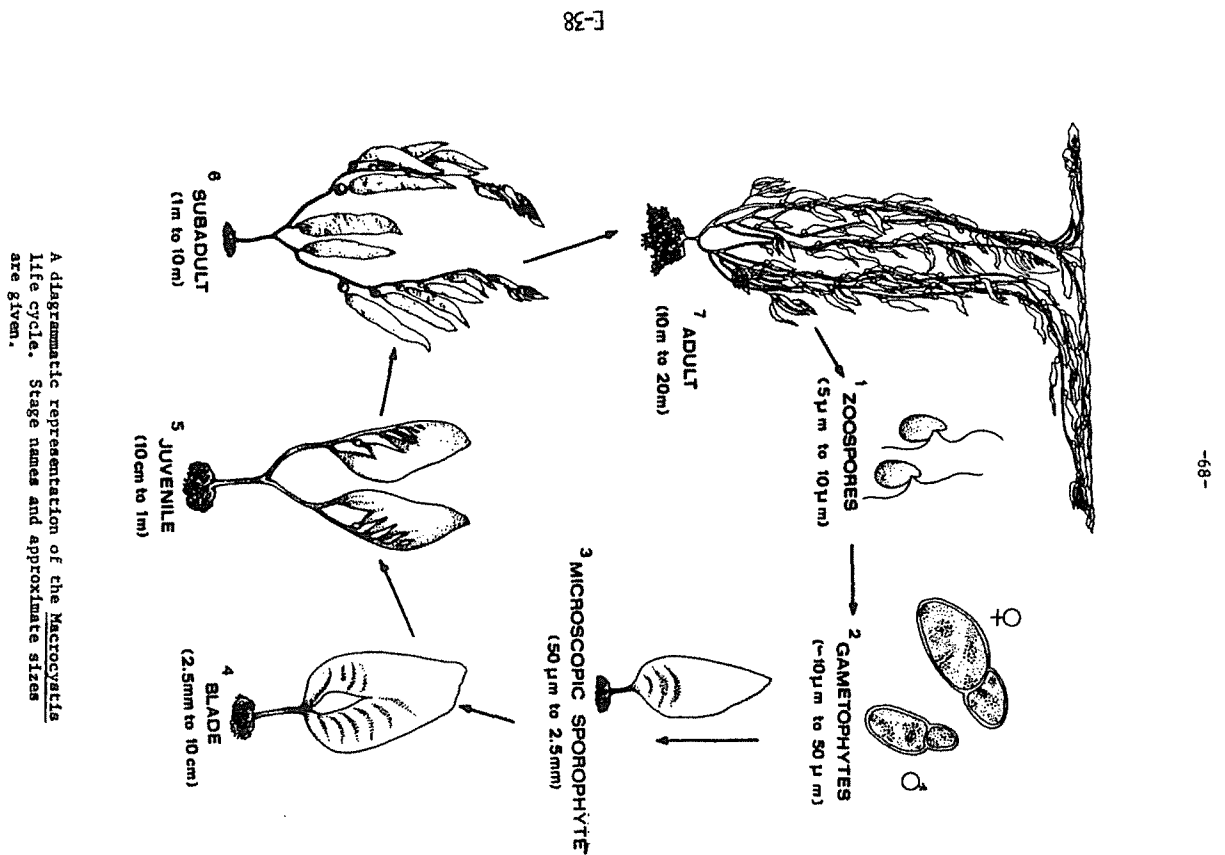 -68-
7 ADULT
(10m to 20m)
1 ZOOSPORES
(5µm to 10µm)
2 GAMETOPHYTES
(~10µm to 50µm)
♀
♂
3 MICROSCOPIC SPOROPHYTE
(50µm to 2.5mm)
4 BLADE
(2.5mm to 10cm)
5 JUVENILE
(10cm to 1m)
6 SUBADULT
(1m to 10m)
A diagrammatic representation of the Macrocystis
life cycle. Stage names and approximate sizes
are given.
E-38